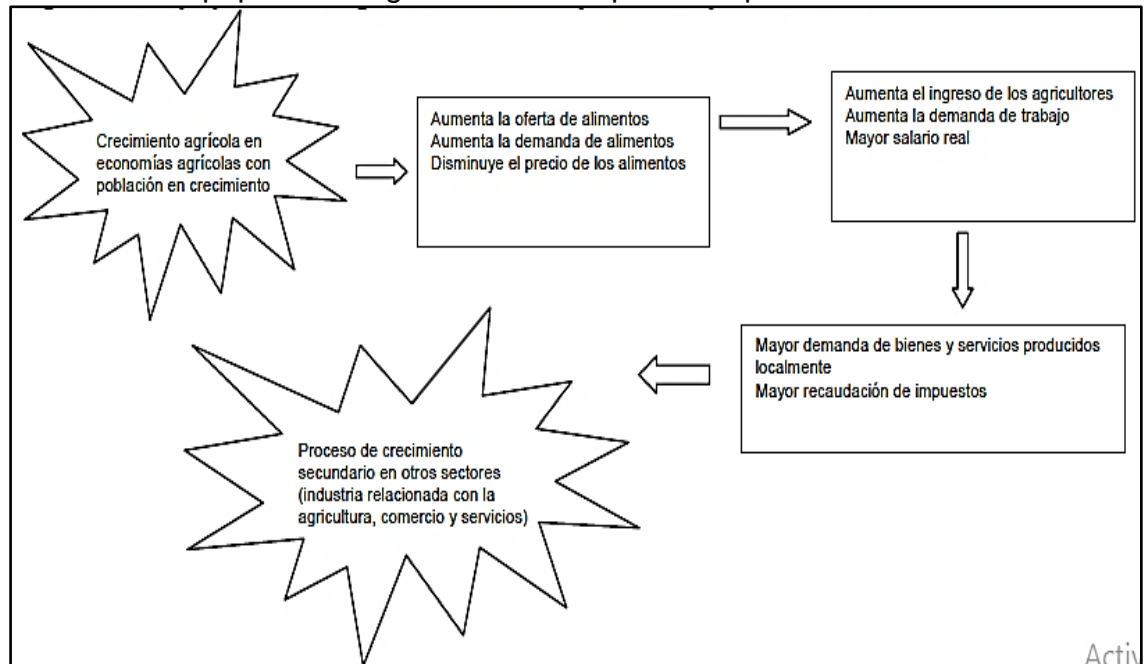 Crecimiento agrícola en
economías agrícolas con
población en crecimiento
Aumenta la oferta de alimentos
Aumenta la demanda de alimentos
Disminuye el precio de los alimentos
Aumenta el ingreso de los agricultores
Aumenta la demanda de trabajo
Mayor salario real
Mayor demanda de bienes y servicios producidos
localmente
Mayor recaudación de impuestos
Proceso de crecimiento
secundario en otros sectores
(industria relacionada con la
agricultura, comercio y servicios)